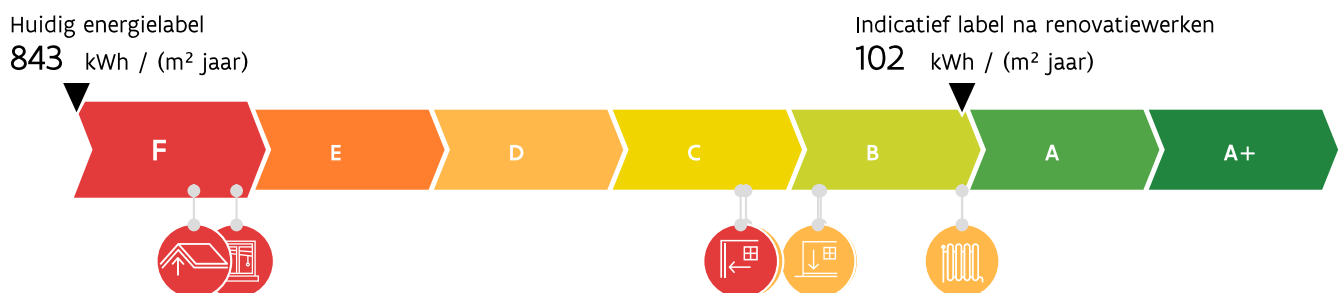 Huidig energielabel
843 kWh / (m² jaar)
Indicatief label na renovatiewerken
102 kWh / (m² jaar)
F E D C B A A+